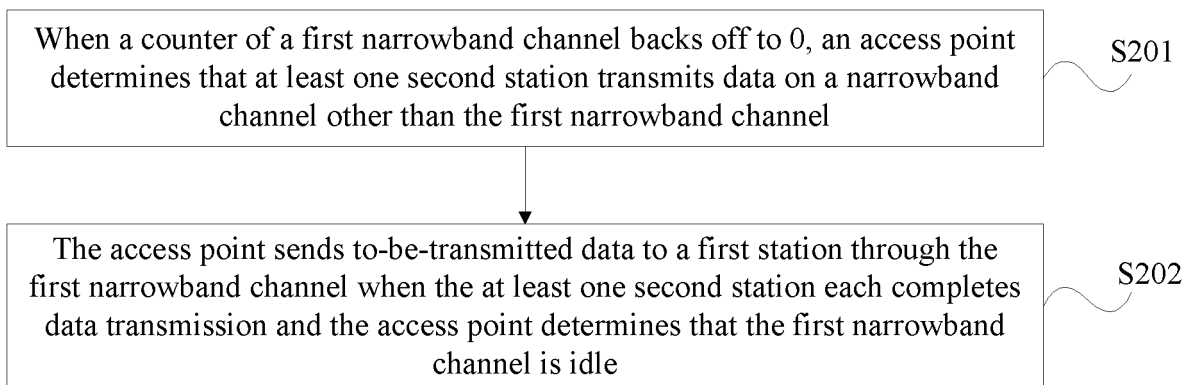 When a counter of a first narrowband channel backs off to 0, an access point
determines that at least one second station transmits data on a narrowband
channel other than the first narrowband channel
S201
The access point sends to-be-transmitted data to a first station through the
first narrowband channel when the at least one second station each completes
data transmission and the access point determines that the first narrowband
channel is idle
S202